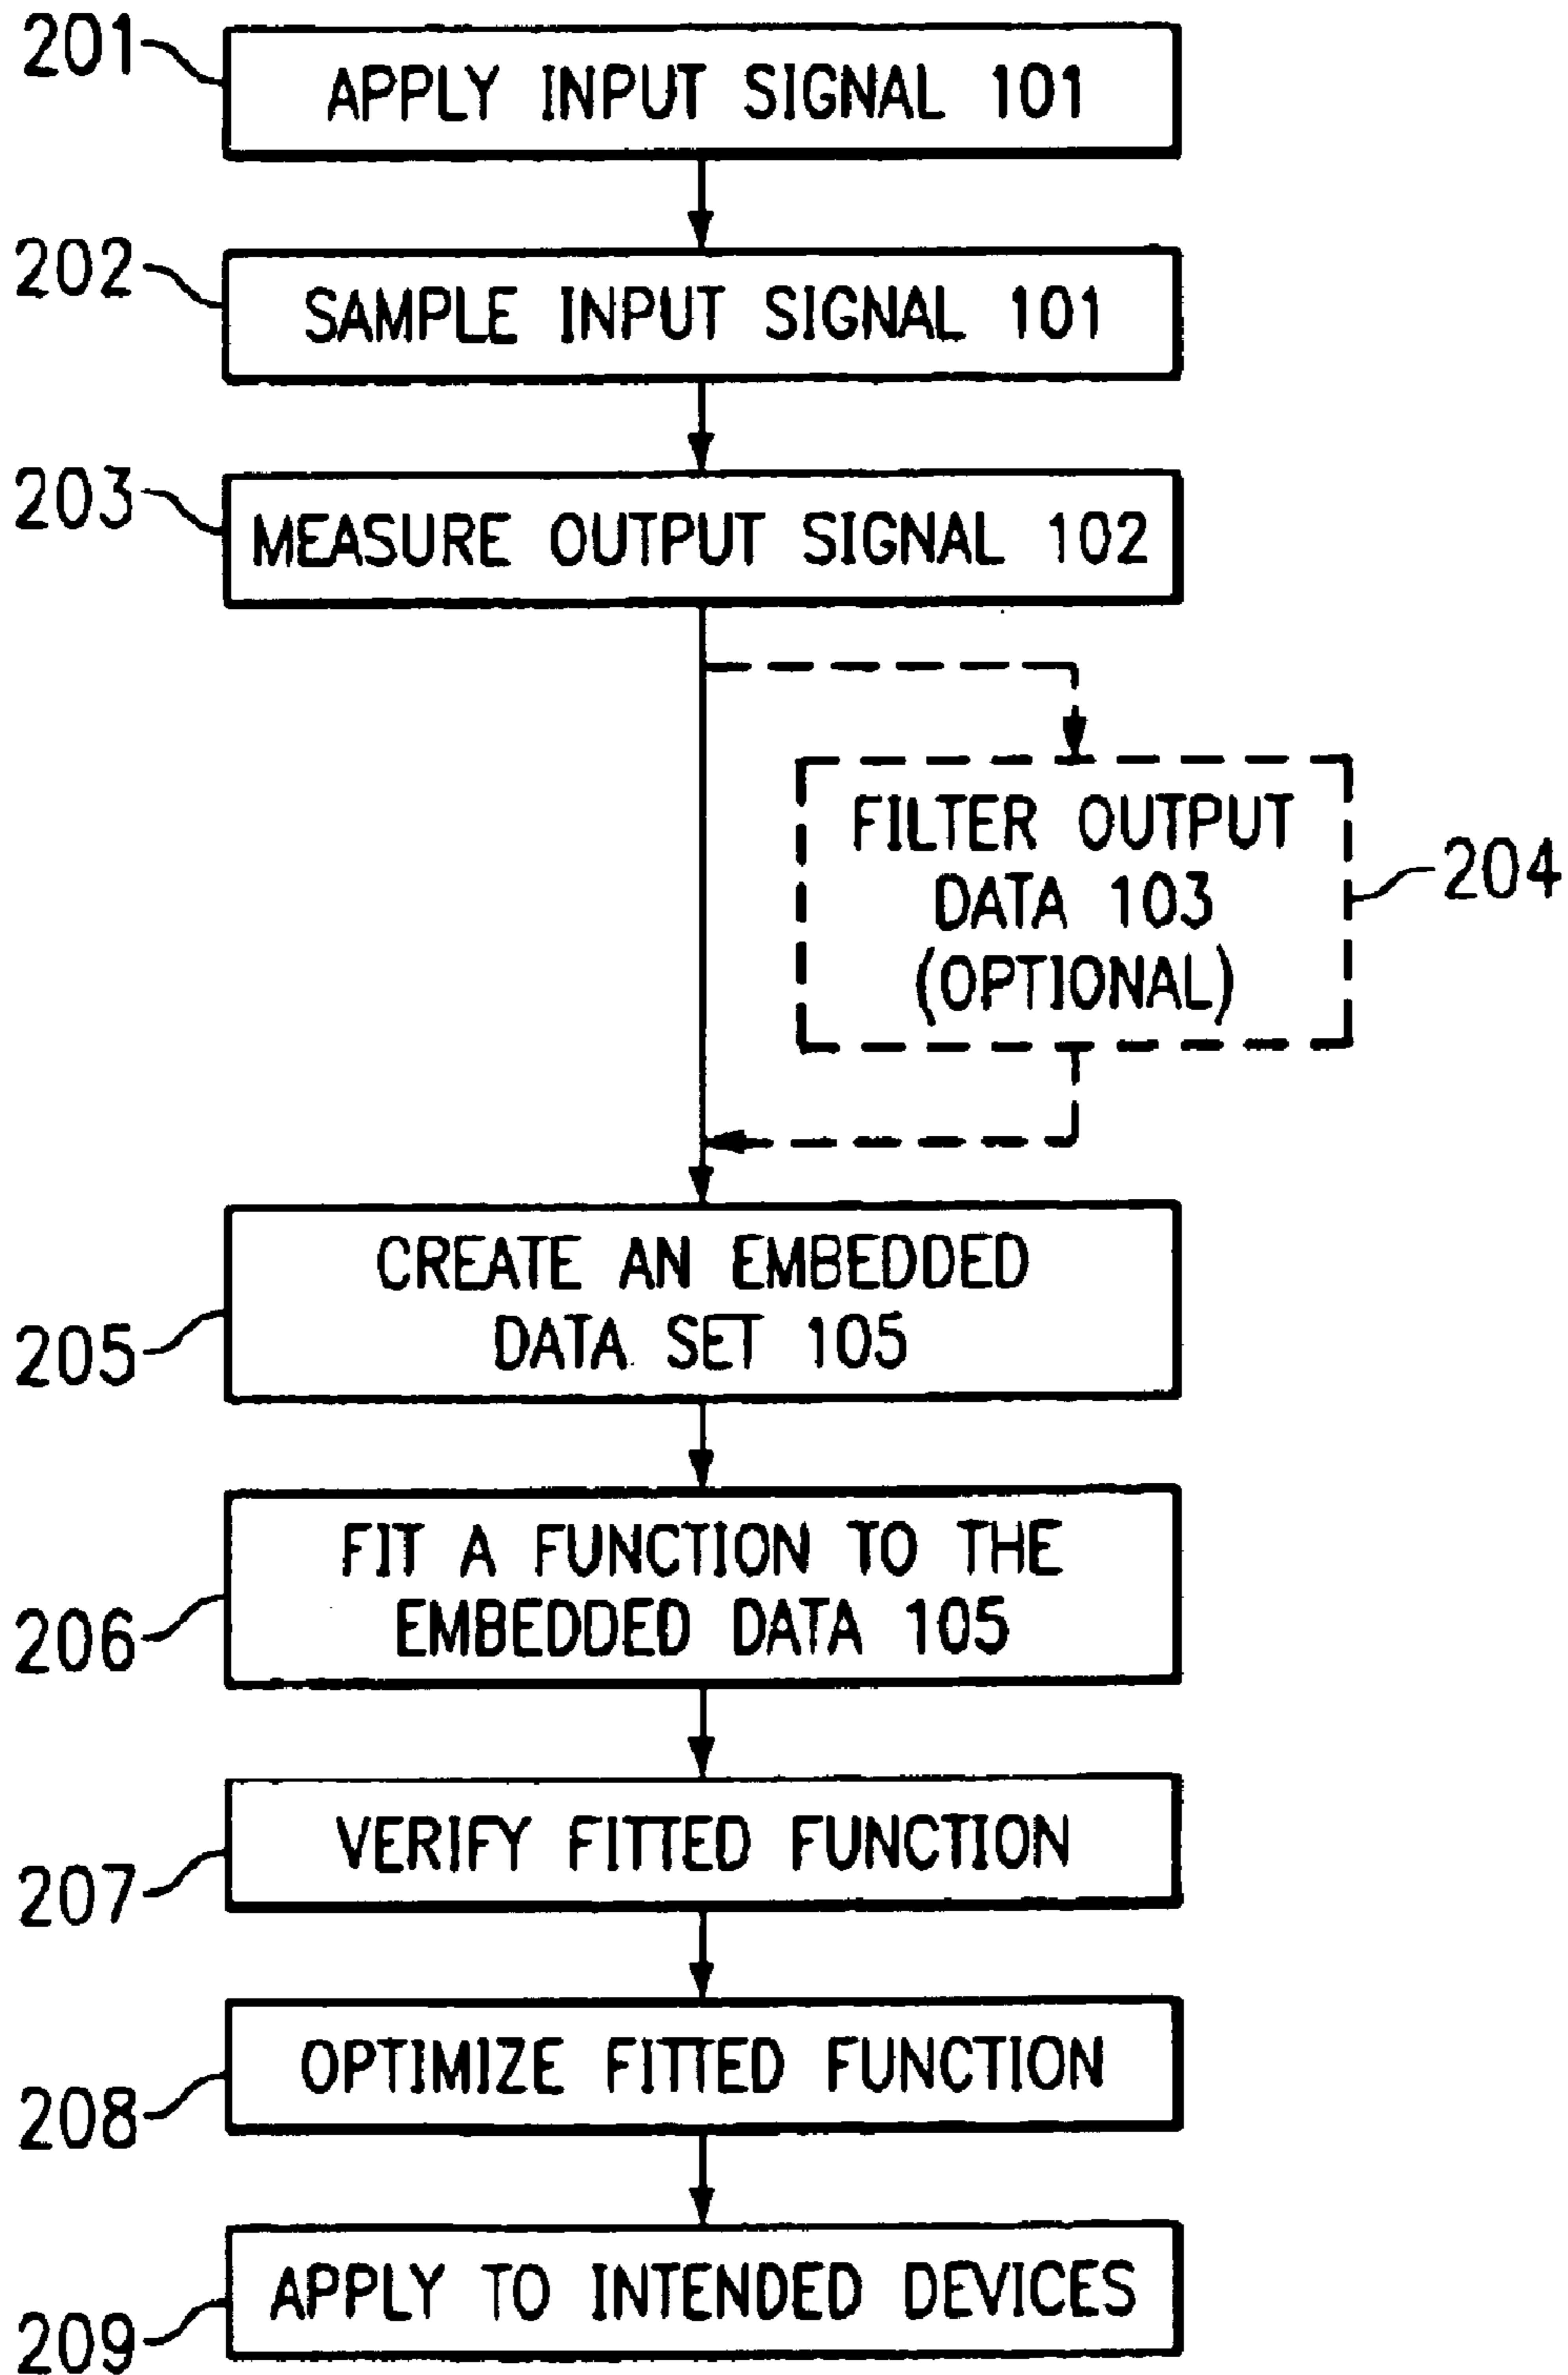 201
APPLY INPUT SIGNAL 101
202
SAMPLE INPUT SIGNAL 101
203
MEASURE OUTPUT SIGNAL 102
FILTER OUTPUT
DATA 103
(OPTIONAL)
204
CREATE AN EMBEDDED
DATA SET 105
205
FIT A FUNCTION TO THE
EMBEDDED DATA 105
206
VERIFY FITTED FUNCTION
207
OPTIMIZE FITTED FUNCTION
208
APPLY TO INTENDED DEVICES
209